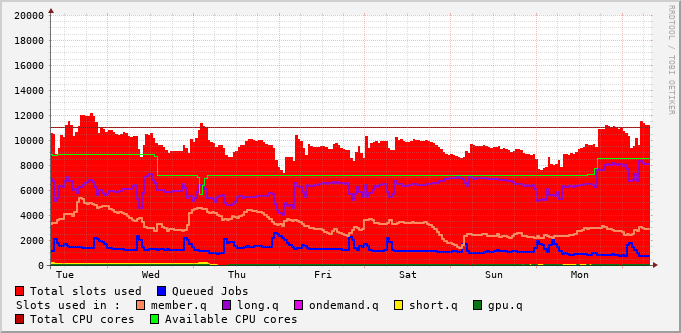 20000
18000
16000
14000
12000
10000
8000
6000
4000
2000
0
Tue Wed Thu Fri Sat Sun Mon
Total slots used Queued Jobs
Slots used in : member.q long.q ondemand.q short.q gpu.q
Total CPU cores Available CPU cores
RRDTOOL / TOBI OETIKER